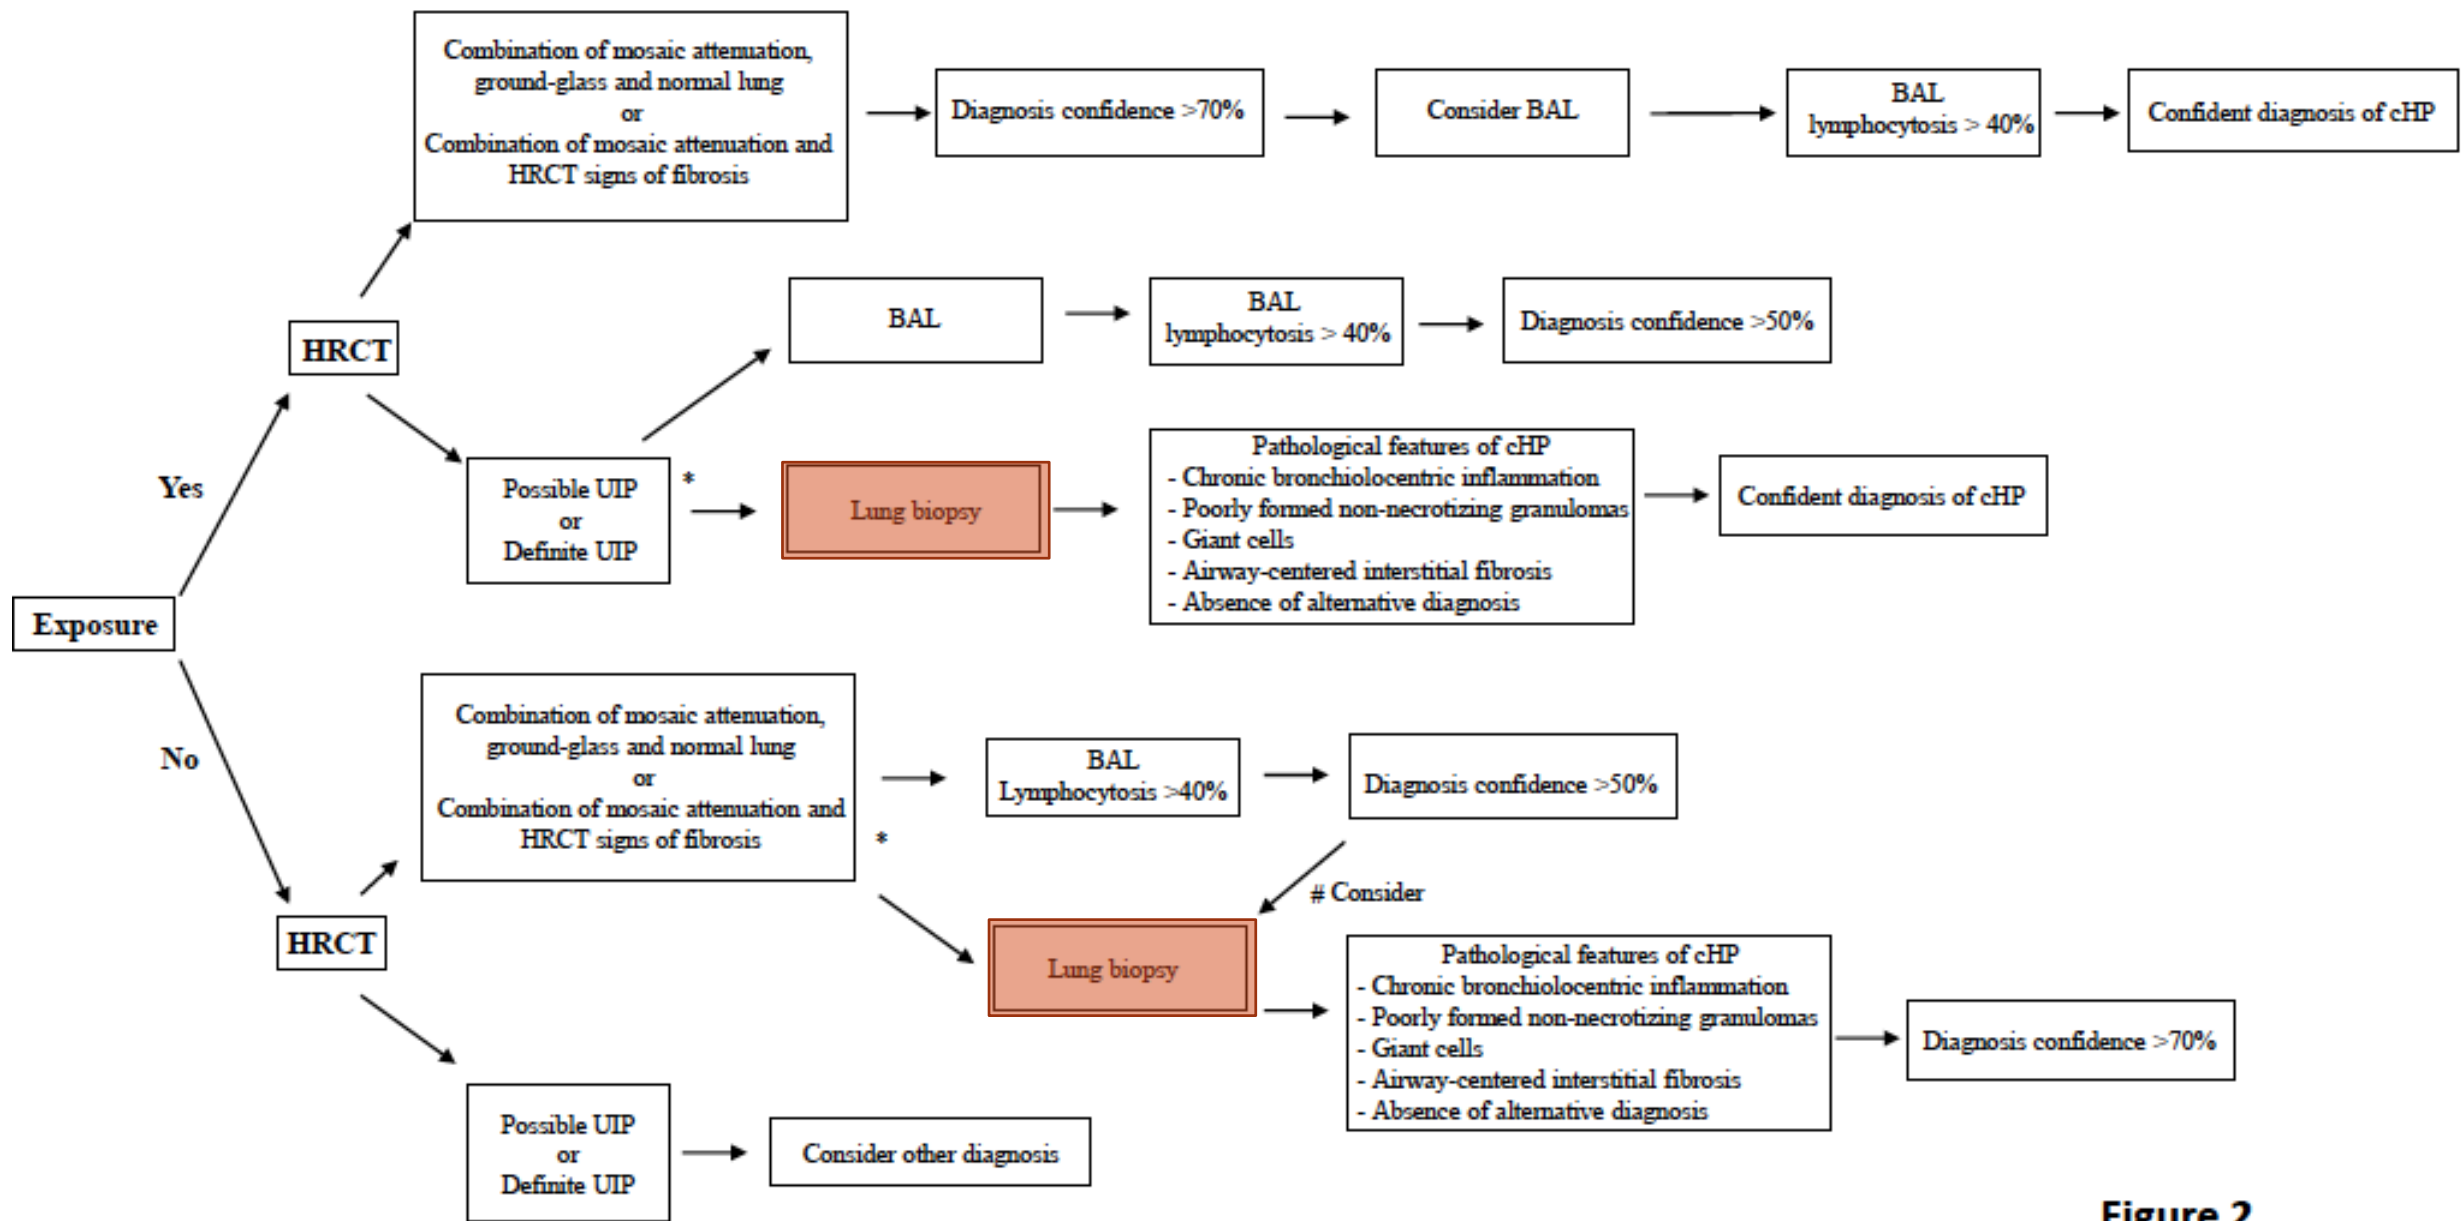 Combination of mosaic attenuation,
ground-glass and normal lung
or
Combination of mosaic attenuation and
HRCT signs of fibrosis
Diagnosis confidence >70%
Consider BAL
BAL
lymphocytosis > 40%
Confident diagnosis of cHP
HRCT
BAL
BAL
lymphocytosis > 40%
Diagnosis confidence >50%
Yes
Possible UIP
or
Definite UIP
*
Lung biopsy
Pathological features of cHP
- Chronic bronchiolocentric inflammation
- Poorly formed non-necrotizing granulomas
- Giant cells
- Airway-centered interstitial fibrosis
- Absence of alternative diagnosis
Confident diagnosis of cHP
Exposure
No
Combination of mosaic attenuation,
ground-glass and normal lung
or
Combination of mosaic attenuation and
HRCT signs of fibrosis
*
BAL
Lymphocytosis >40%
Diagnosis confidence >50%
# Consider
HRCT
Lung biopsy
Pathological features of cHP
- Chronic bronchiolocentric inflammation
- Poorly formed non-necrotizing granulomas
- Giant cells
- Airway-centered interstitial fibrosis
- Absence of alternative diagnosis
Diagnosis confidence >70%
Possible UIP
or
Definite UIP
Consider other diagnosis
Figure 2